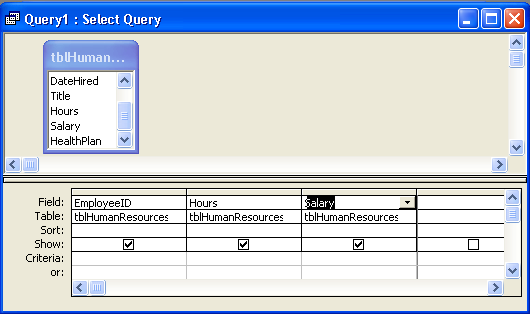 Query1 : Select Query
tblHuman...
DateHired
Title
Hours
Salary
HealthPlan
Field: EmployeeID Hours Salary
Table: tblHumanResources tblHumanResources tblHumanResources
Sort:
Show:
Criteria:
or: